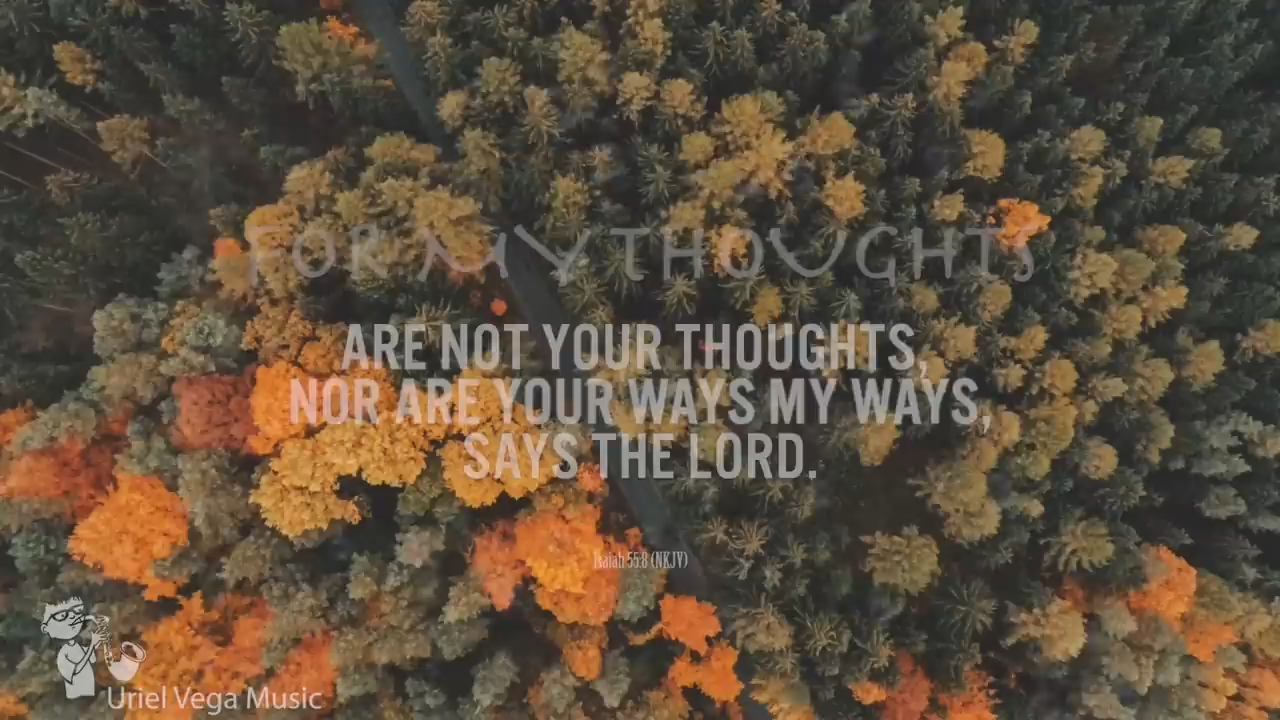 FOR MY THOUGHTS
ARE NOT YOUR THOUGHTS,
NOR ARE YOUR WAYS MY WAYS,
SAYS THE LORD.
Isaiah 55:8 (NKJV)
Uriel Vega Music